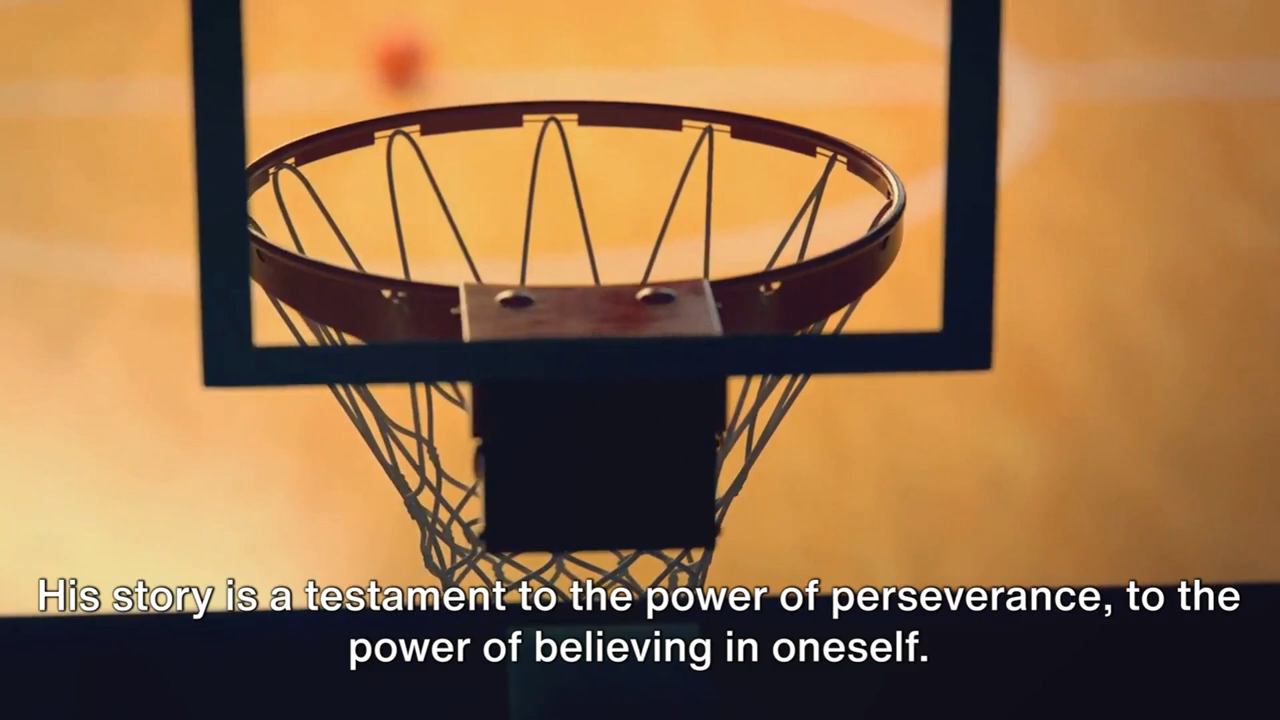 His story is a testament to the power of perseverance, to the
power of believing in oneself.